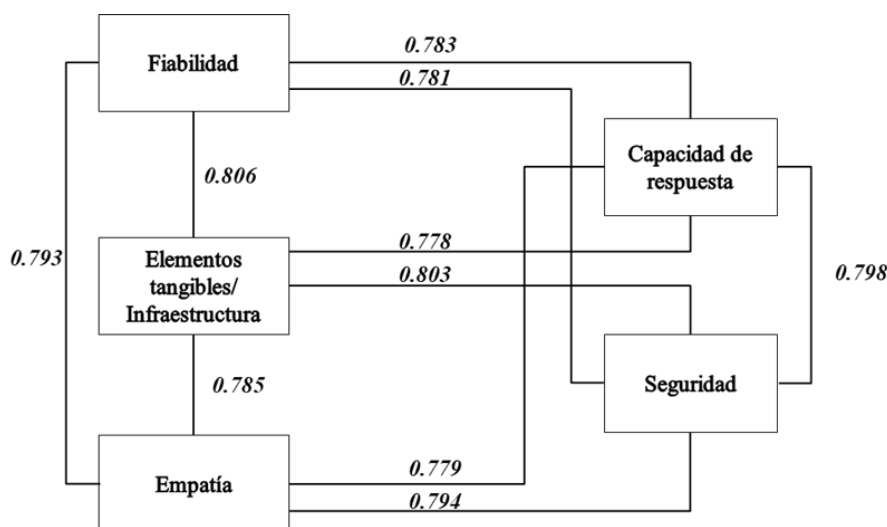 0.783
Fiabilidad
0.781
Capacidad de
respuesta
0.806
0.778
0.793
Elementos
tangibles/
Infraestructura
0.803
0.798
0.785
Seguridad
0.779
Empatía
0.794